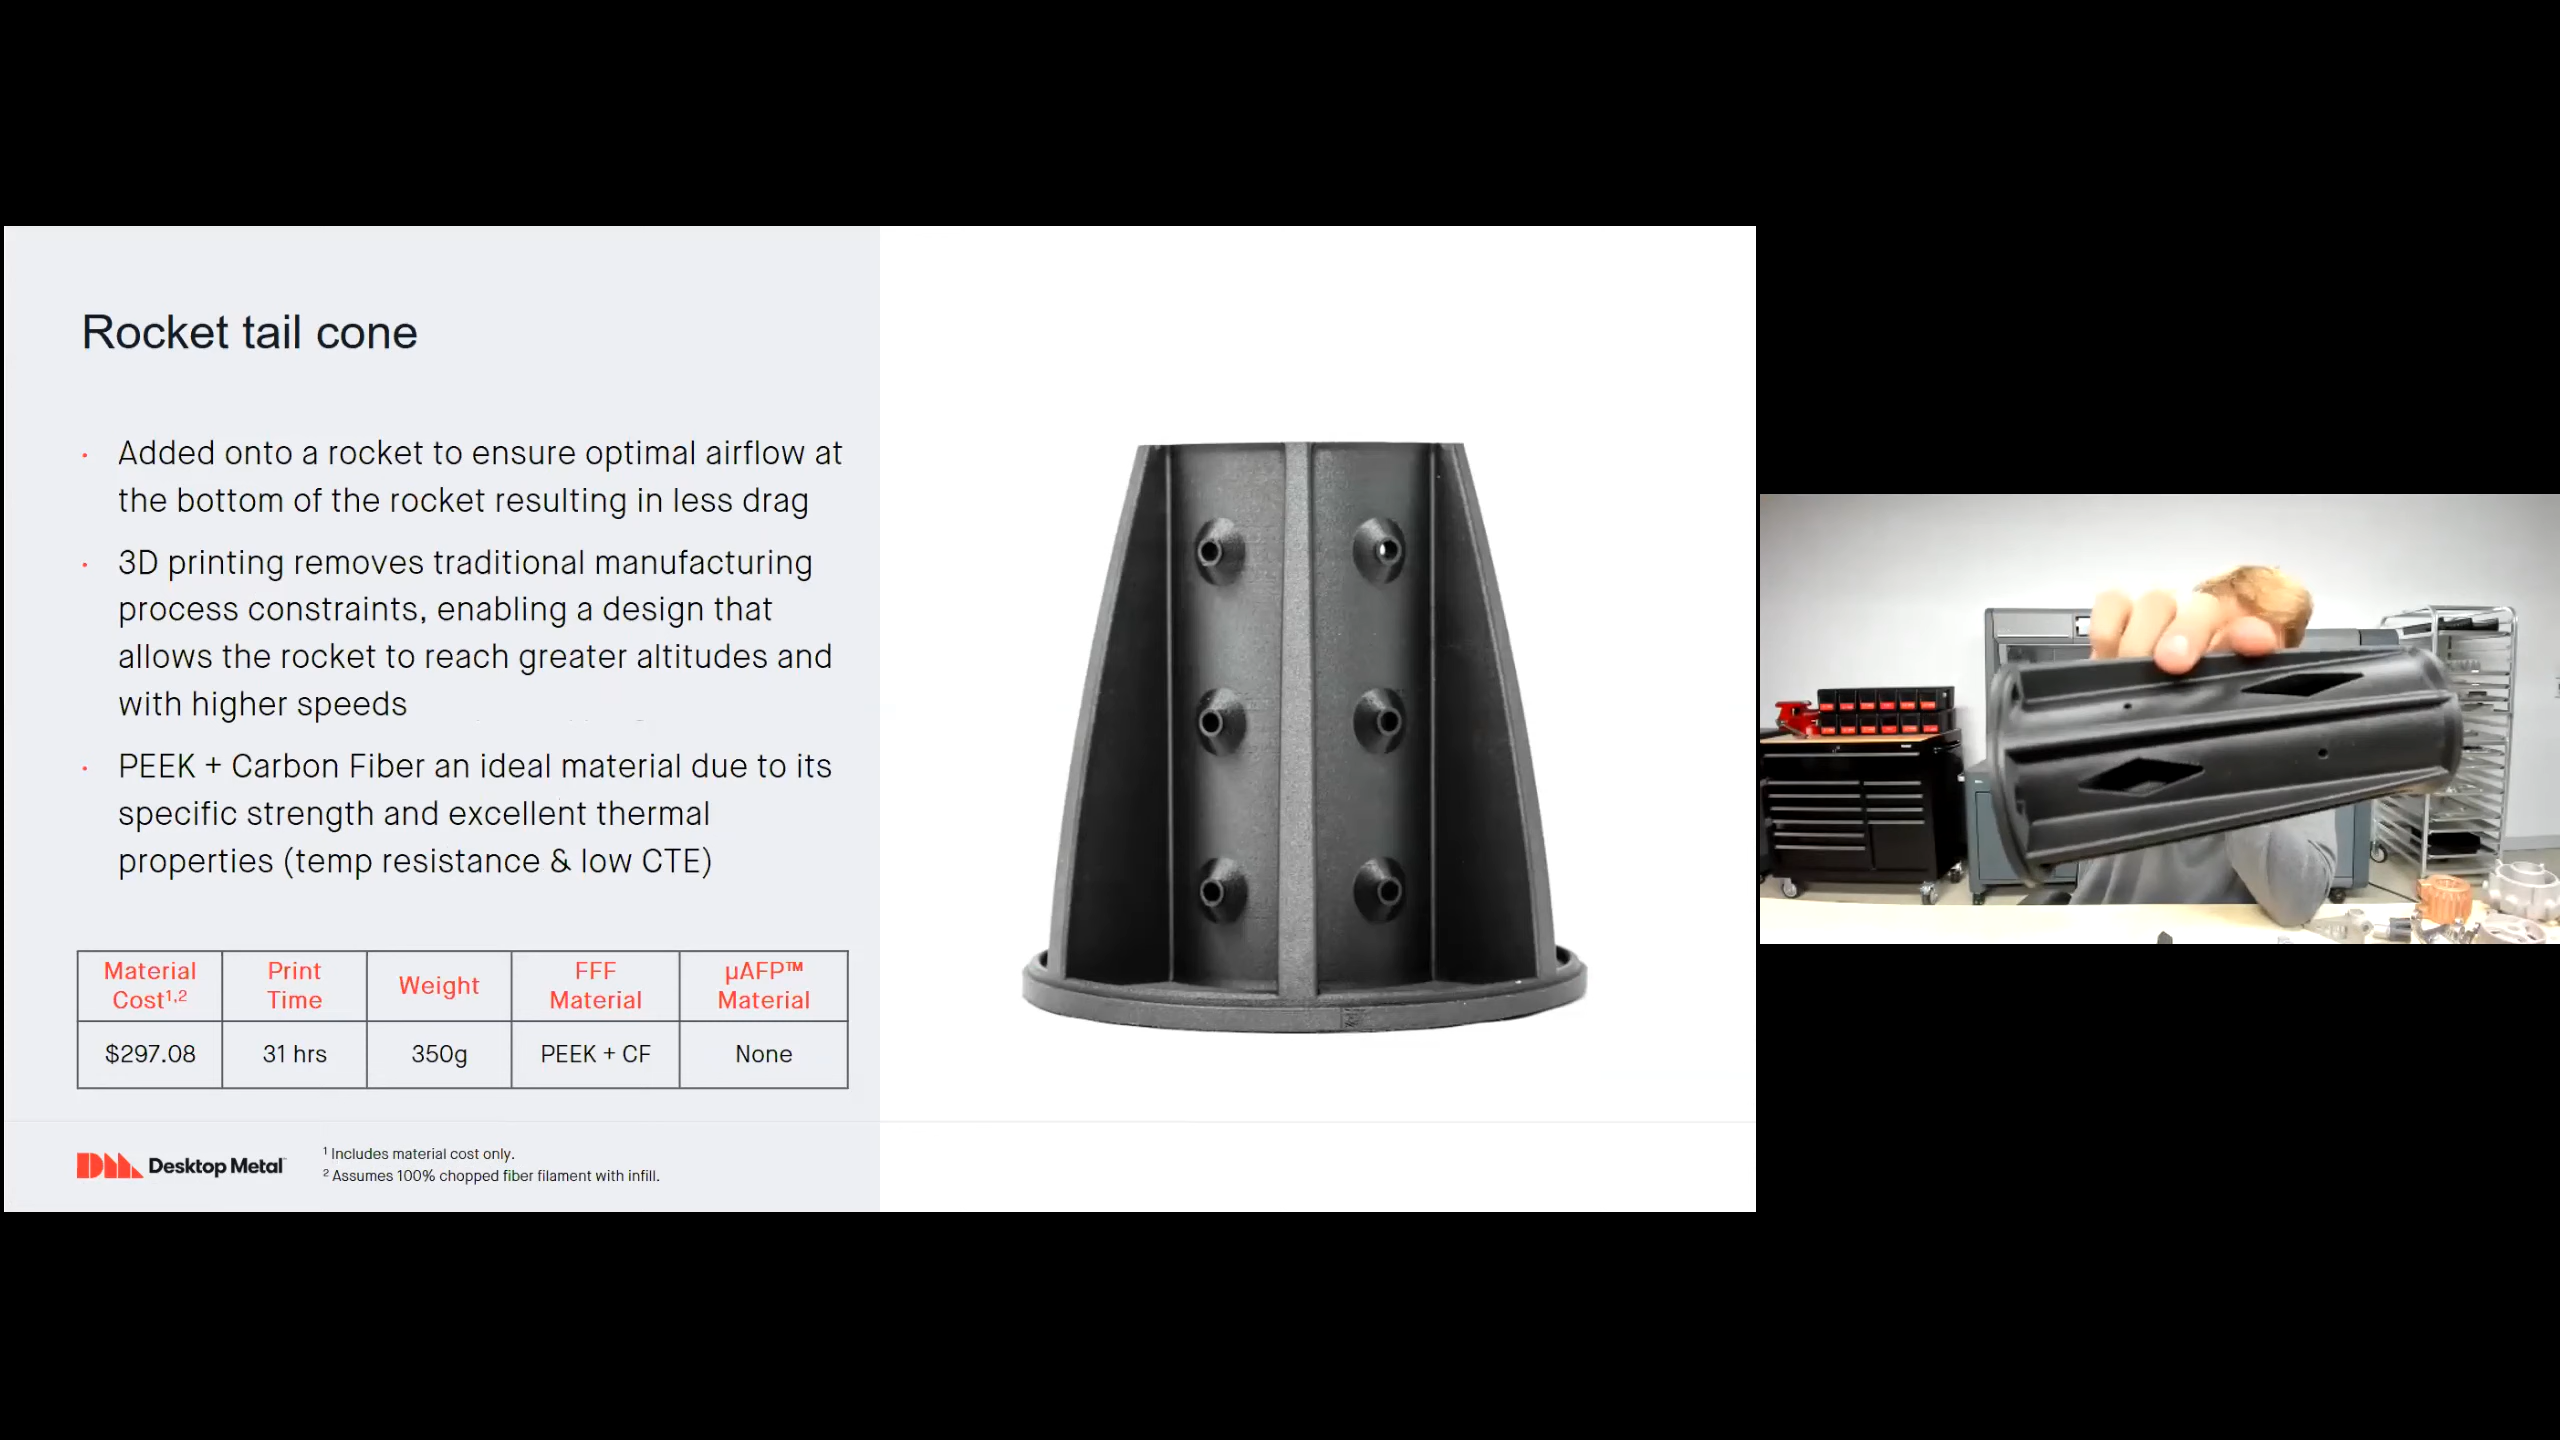 Rocket tail cone
· Added onto a rocket to ensure optimal airflow at
the bottom of the rocket resulting in less drag
· 3D printing removes traditional manufacturing
process constraints, enabling a design that
allows the rocket to reach greater altitudes and
with higher speeds
· PEEK + Carbon Fiber an ideal material due to its
specific strength and excellent thermal
properties (temp resistance & low CTE)
Material Cost¹,² Print Time Weight FFF Material µAFP™ Material
$297.08 31 hrs 350g PEEK + CF None
DM Desktop Metal
¹ Includes material cost only.
² Assumes 100% chopped fiber filament with infill.